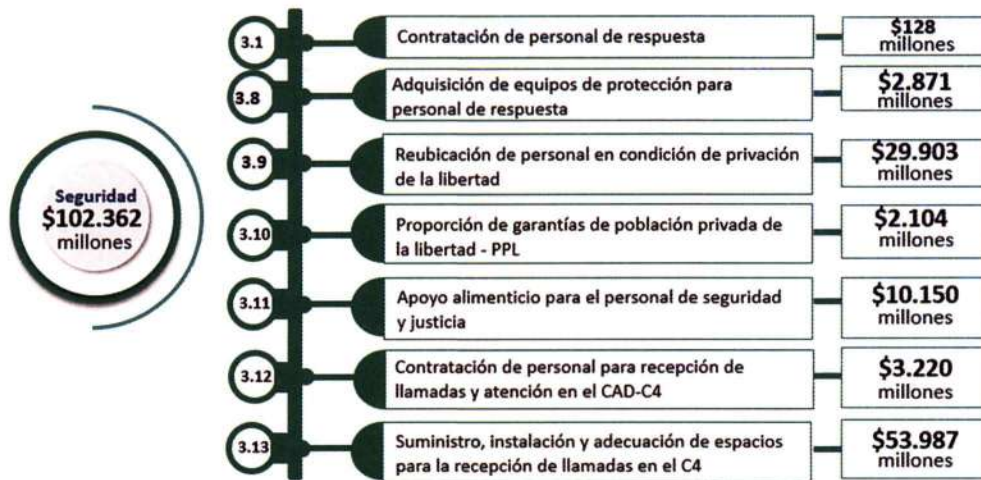 Seguridad
$102.362
millones
3.1
Contratación de personal de respuesta
$128
millones
3.8
Adquisición de equipos de protección para
personal de respuesta
$2.871
millones
3.9
Reubicación de personal en condición de privación
de la libertad
$29.903
millones
3.10
Proporción de garantías de población privada de
la libertad - PPL
$2.104
millones
3.11
Apoyo alimenticio para el personal de seguridad
y justicia
$10.150
millones
3.12
Contratación de personal para recepción de
llamadas y atención en el CAD-C4
$3.220
millones
3.13
Suministro, instalación y adecuación de espacios
para la recepción de llamadas en el C4
$53.987
millones